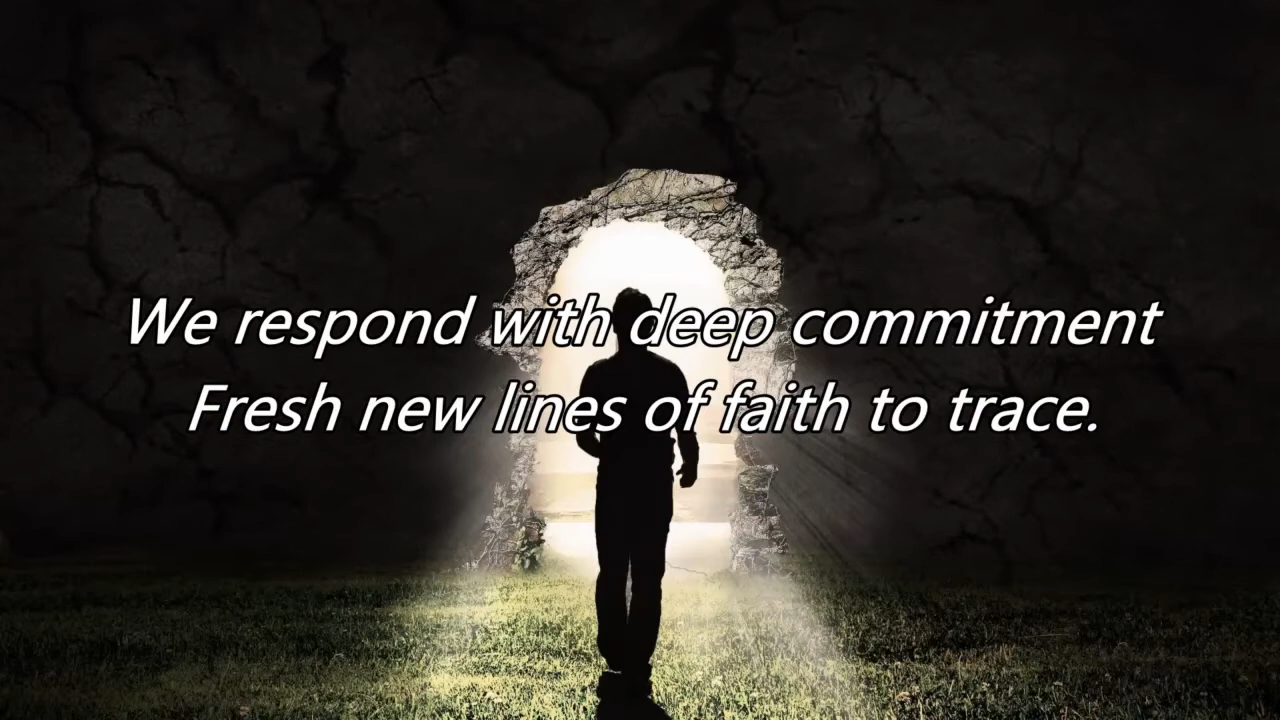 We respond with deep commitment
Fresh new lines of faith to trace.